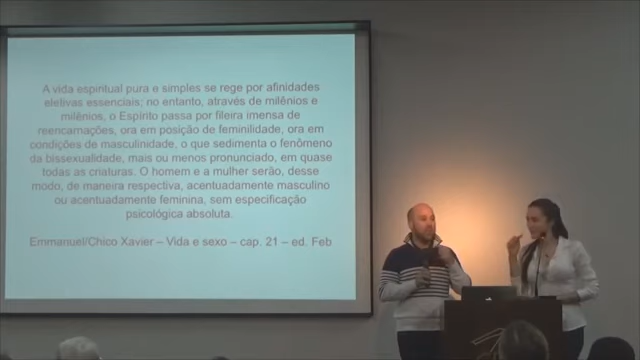 A vida espiritual pura e simples se rege por afinidades
eletivas essenciais; no entanto, através de milênios e
milênios, o Espírito passa por fileira imensa de
reencarnações, ora em posição de feminilidade, ora em
condições de masculinidade, o que sedimenta o fenômeno
da bissexualidade, mais ou menos pronunciado, em quase
todas as criaturas. O homem e a mulher serão, desse
modo, de maneira respectiva, acentuadamente masculino
ou acentuadamente feminina, sem especificação
psicológica absoluta.
Emmanuel/Chico Xavier – Vida e sexo – cap. 21 – ed. Feb